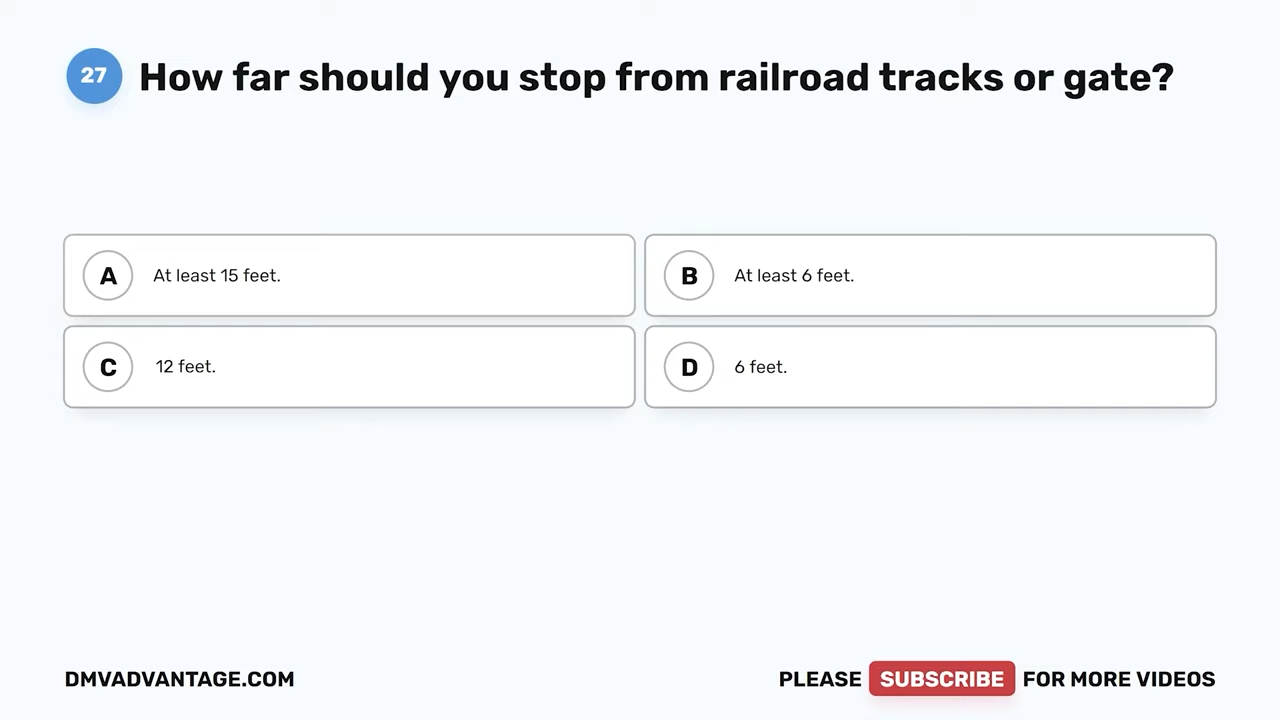 27 How far should you stop from railroad tracks or gate?
A At least 15 feet.
B At least 6 feet.
C 12 feet.
D 6 feet.
DMVADVANTAGE.COM
PLEASE SUBSCRIBE FOR MORE VIDEOS